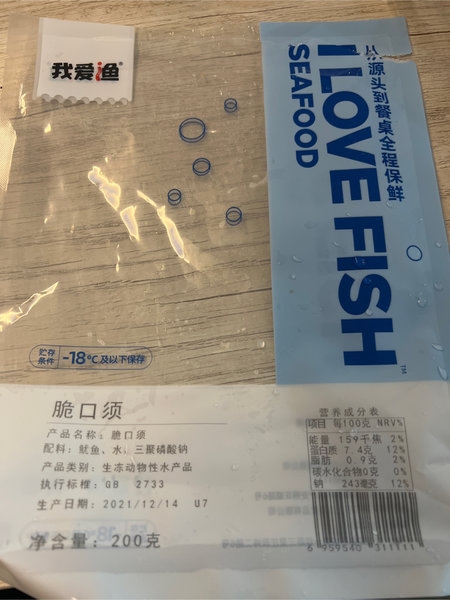 我爱渔
从源头到餐桌全程保鲜
I LOVE FISH
SEAFOOD
TM
贮存条件 -18℃及以下保存
脆口须
产品名称: 脆口须
配料: 鱿鱼、水、三聚磷酸钠
产品类别: 生冻动物性水产品
执行标榷: GB 2733
生产日期: 2021/12/14 U7
净含量: 200克
营养成分表
项目 每100克 NRV%
能量 159千焦 2%
蛋白质 7.4克 12%
脂肪 0.9克 2%
碳水化合物0克 0%
钠 243毫克 12%
6 959540 311111